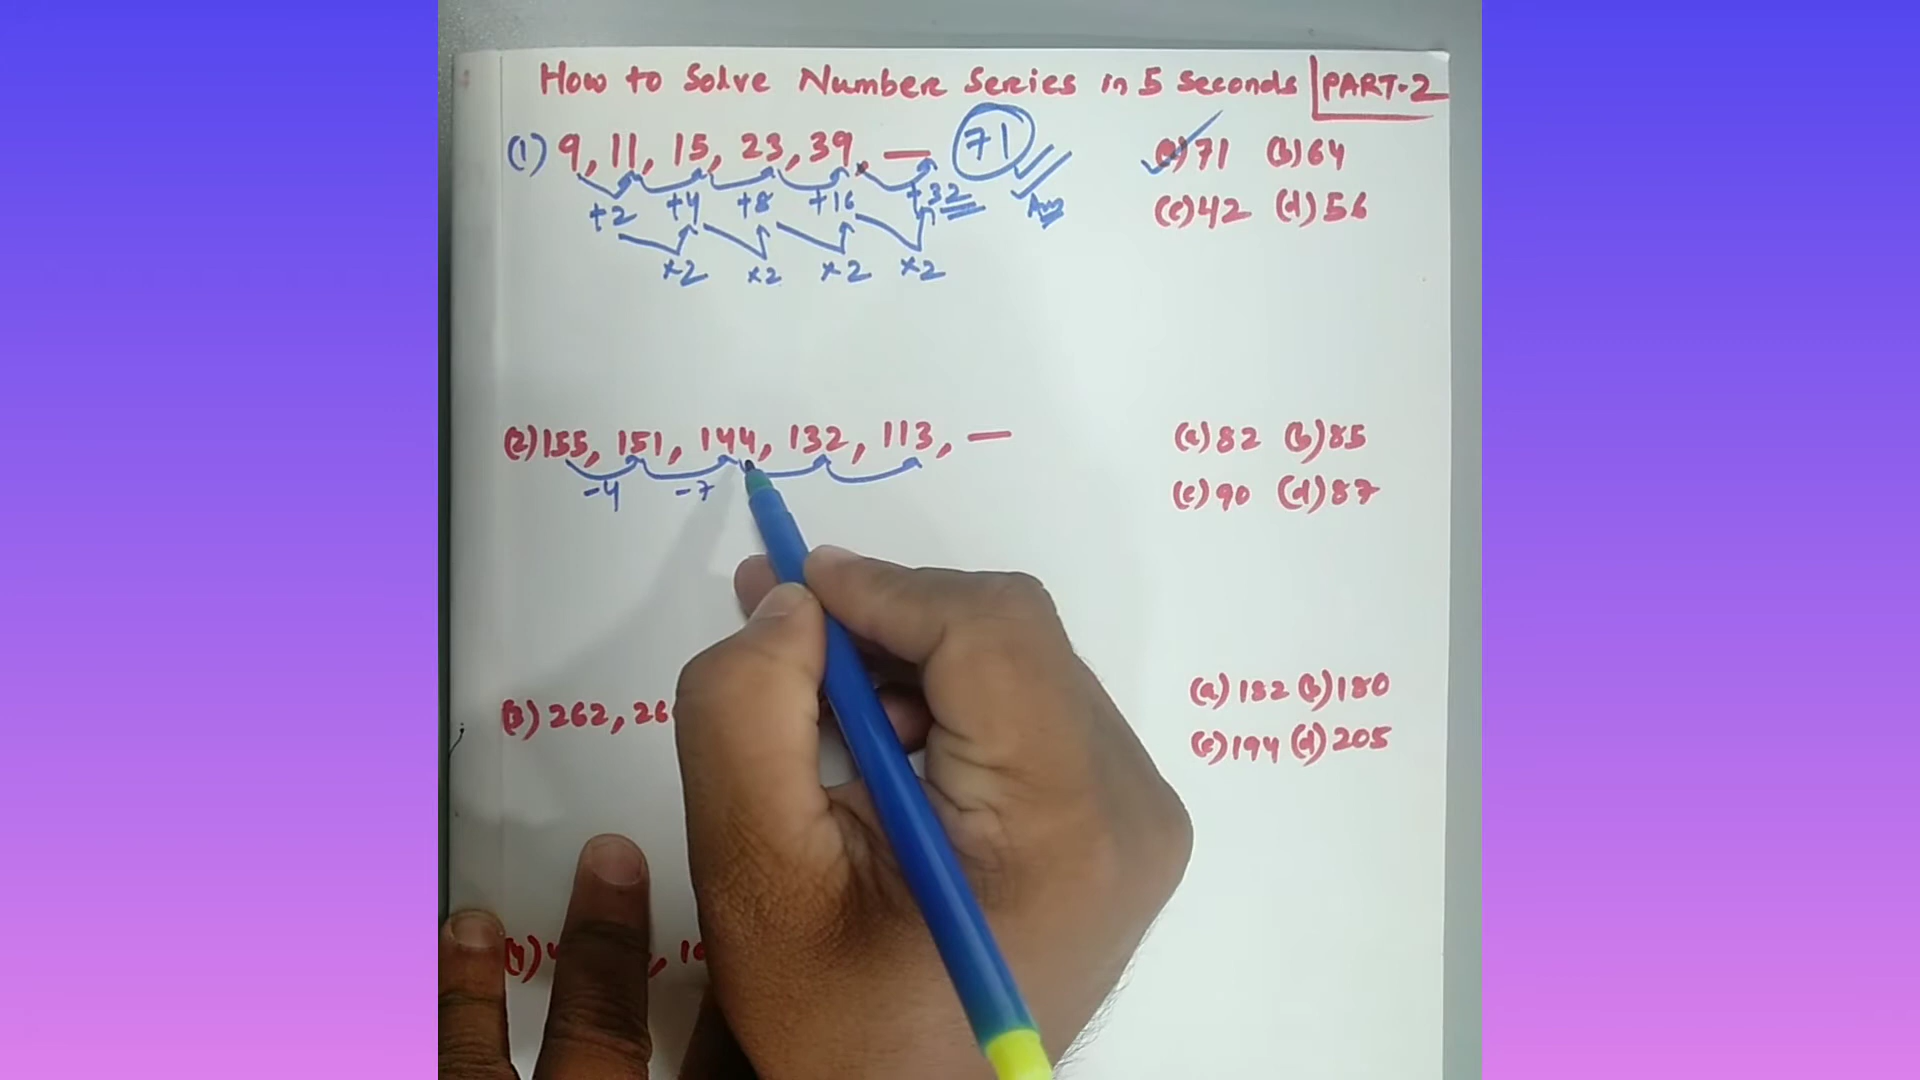 How to Solve Number Series in 5 Seconds PART-2
(1) 9, 11, 15, 23, 39, — 71 Ans
+2 +4 +8 +16 +32
×2 ×2 ×2 ×2
(a) 71 (b) 64
(c) 42 (d) 56
(2) 155, 151, 144, 132, 113, —
-4 -7
(a) 82 (b) 85
(c) 90 (d) 87
(3) 262, 26
(a) 182 (b) 180
(c) 194 (d) 205
(4)